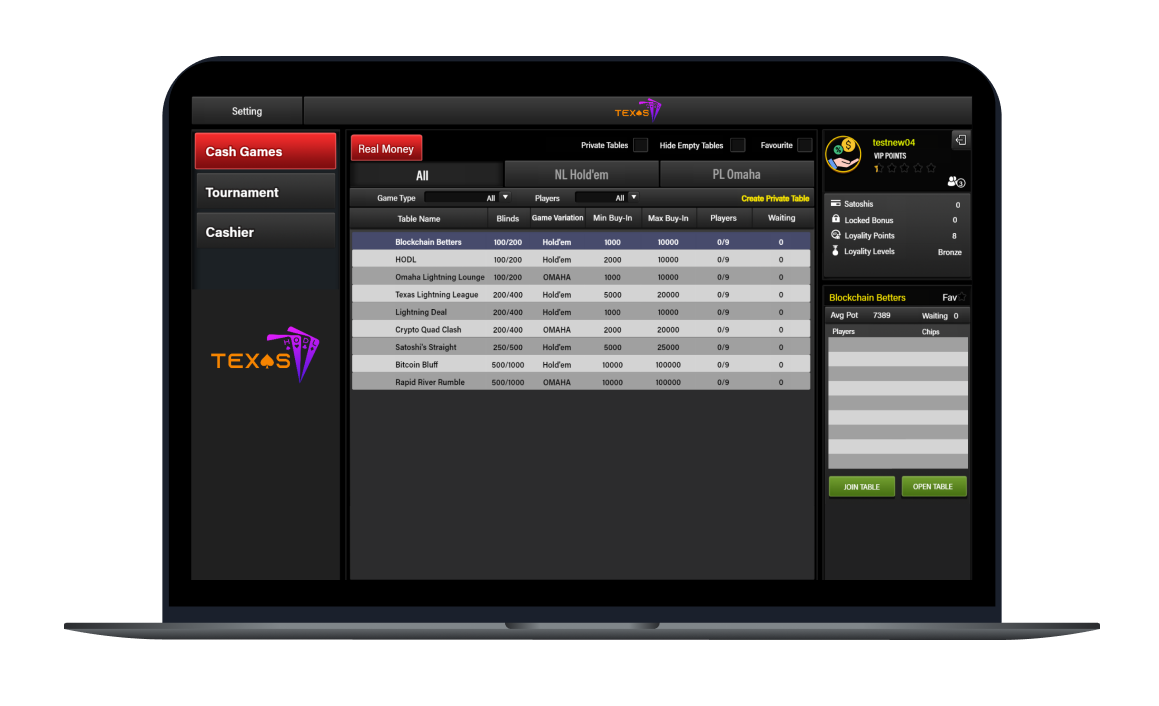 Setting
TEXAS
Cash Games
Tournament
Cashier
TEXAS
HODL
Real Money
Private Tables
Hide Empty Tables
Favourite
All
NL Hold'em
PL Omaha
Game Type All
Players All
Create Private Table
Table Name Blinds Game Variation Min Buy-In Max Buy-In Players Waiting
Blockchain Betters 100/200 Hold'em 1000 10000 0/9 0
HODL 100/200 Hold'em 2000 10000 0/9 0
Omaha Lightning Lounge 100/200 OMAHA 1000 10000 0/9 0
Texas Lightning League 200/400 Hold'em 5000 20000 0/9 0
Lightning Deal 200/400 Hold'em 1000 10000 0/9 0
Crypto Quad Clash 200/400 OMAHA 2000 20000 0/9 0
Satoshi's Straight 250/500 Hold'em 5000 25000 0/9 0
Bitcoin Bluff 500/1000 Hold'em 10000 100000 0/9 0
Rapid River Rumble 500/1000 OMAHA 10000 100000 0/9 0
testnew04
VIP POINTS
1
3
Satoshis 0
Locked Bonus 0
Loyality Points 8
Loyality Levels Bronze
Blockchain Betters Fav
Avg Pot 7389 Waiting 0
Players Chips
JOIN TABLE
OPEN TABLE